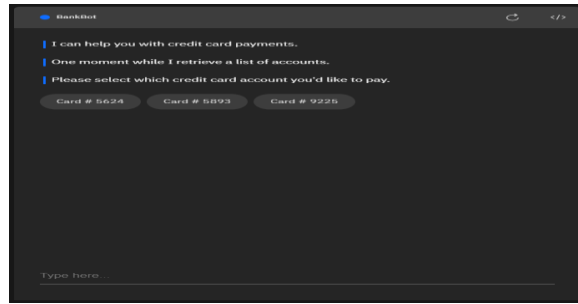 BankBot
</>
I can help you with credit card payments.
One moment while I retrieve a list of accounts.
Please select which credit card account you'd like to pay.
Card # 5624 Card # 5893 Card # 9225
Type here...